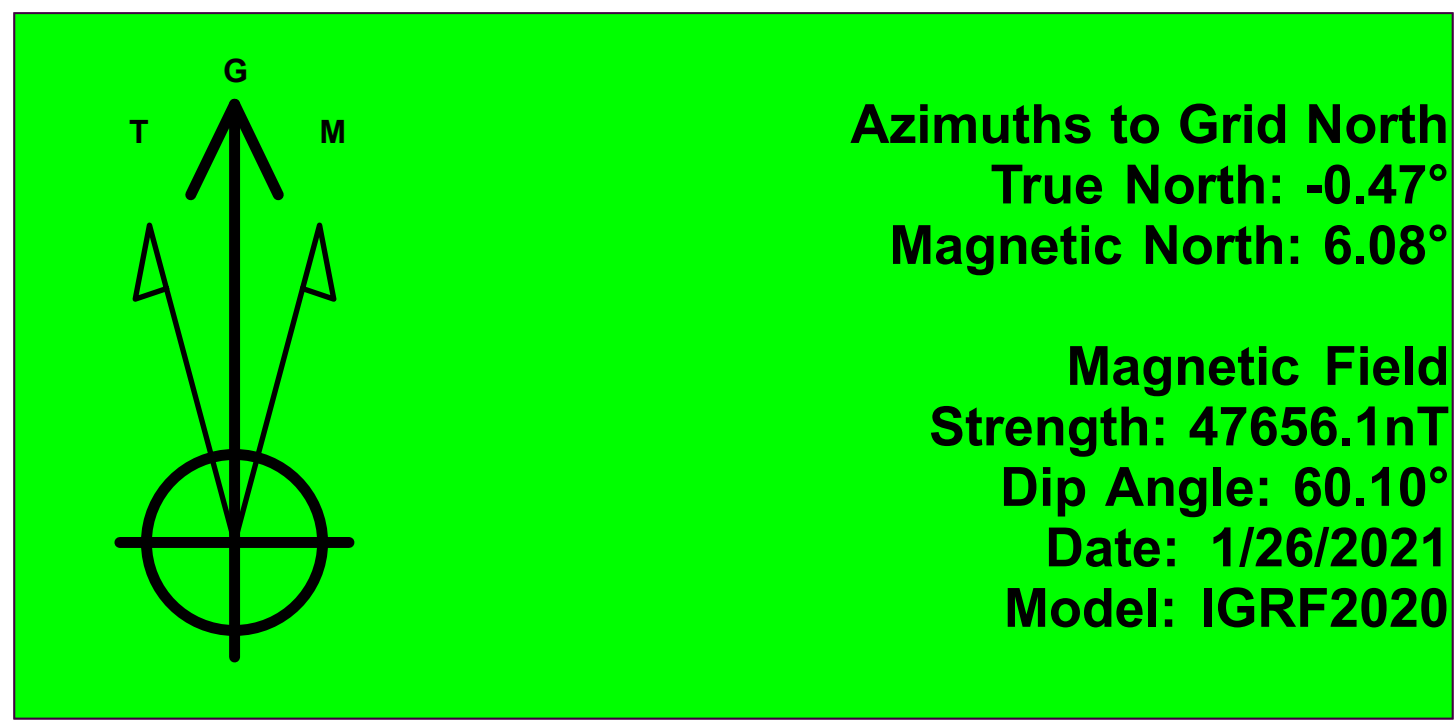 G
T M
Azimuths to Grid North
True North: -0.47°
Magnetic North: 6.08°
Magnetic Field
Strength: 47656.1nT
Dip Angle: 60.10°
Date: 1/26/2021
Model: IGRF2020